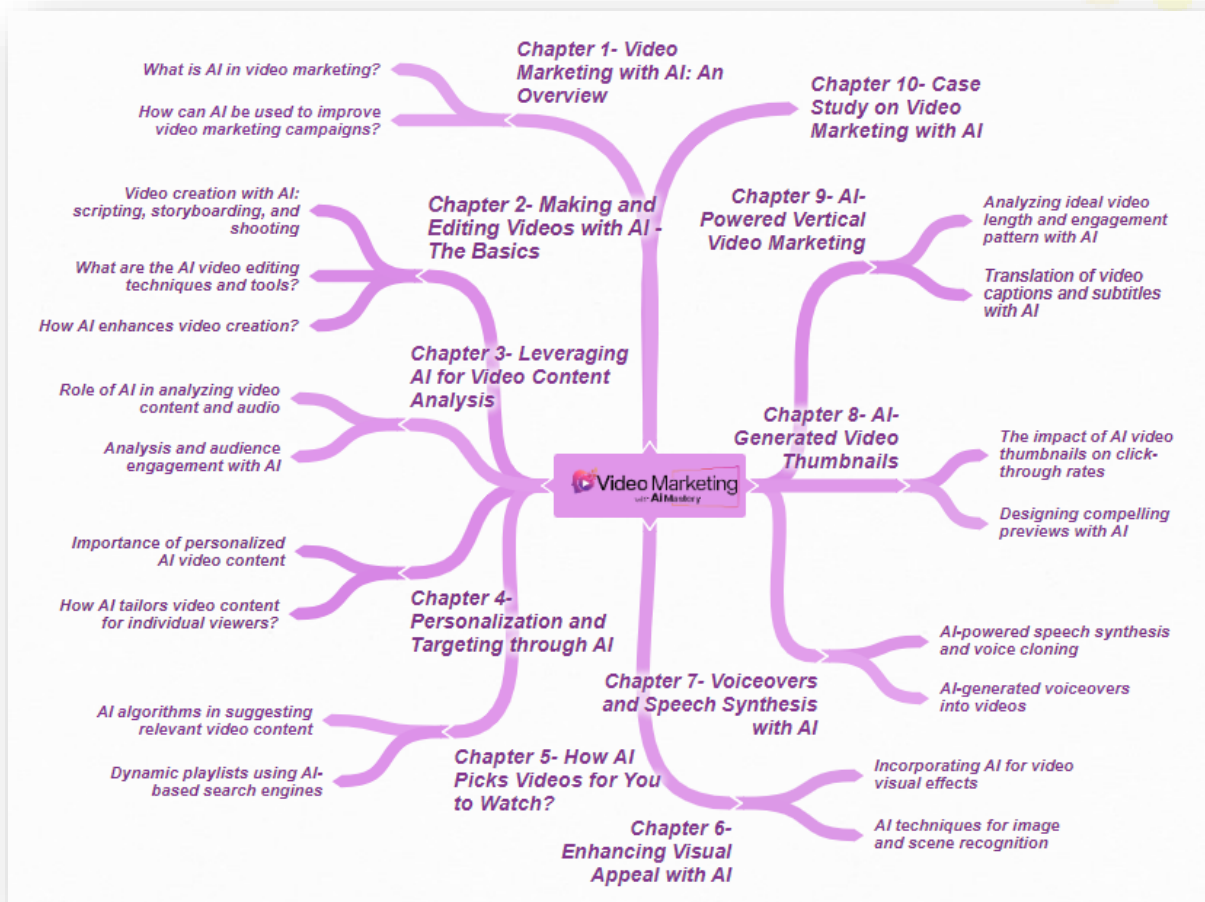 Chapter 1- Video
Marketing with AI: An
Overview
What is AI in video marketing?
How can AI be used to improve
video marketing campaigns?
Chapter 2- Making and
Editing Videos with AI -
The Basics
Video creation with AI:
scripting, storyboarding, and
shooting
What are the AI video editing
techniques and tools?
How AI enhances video creation?
Chapter 3- Leveraging
AI for Video Content
Analysis
Role of AI in analyzing video
content and audio
Analysis and audience
engagement with AI
Chapter 4-
Personalization and
Targeting through AI
Importance of personalized
AI video content
How AI tailors video content
for individual viewers?
Chapter 5- How AI
Picks Videos for You
to Watch?
AI algorithms in suggesting
relevant video content
Dynamic playlists using AI-
based search engines
Video Marketing
with AI Mastery
Chapter 6-
Enhancing Visual
Appeal with AI
Incorporating AI for video
visual effects
AI techniques for image
and scene recognition
Chapter 7- Voiceovers
and Speech Synthesis
with AI
AI-powered speech synthesis
and voice cloning
AI-generated voiceovers
into videos
Chapter 8- AI-
Generated Video
Thumbnails
The impact of AI video
thumbnails on click-
through rates
Designing compelling
previews with AI
Chapter 9- AI-
Powered Vertical
Video Marketing
Analyzing ideal video
length and engagement
pattern with AI
Translation of video
captions and subtitles
with AI
Chapter 10- Case
Study on Video
Marketing with AI